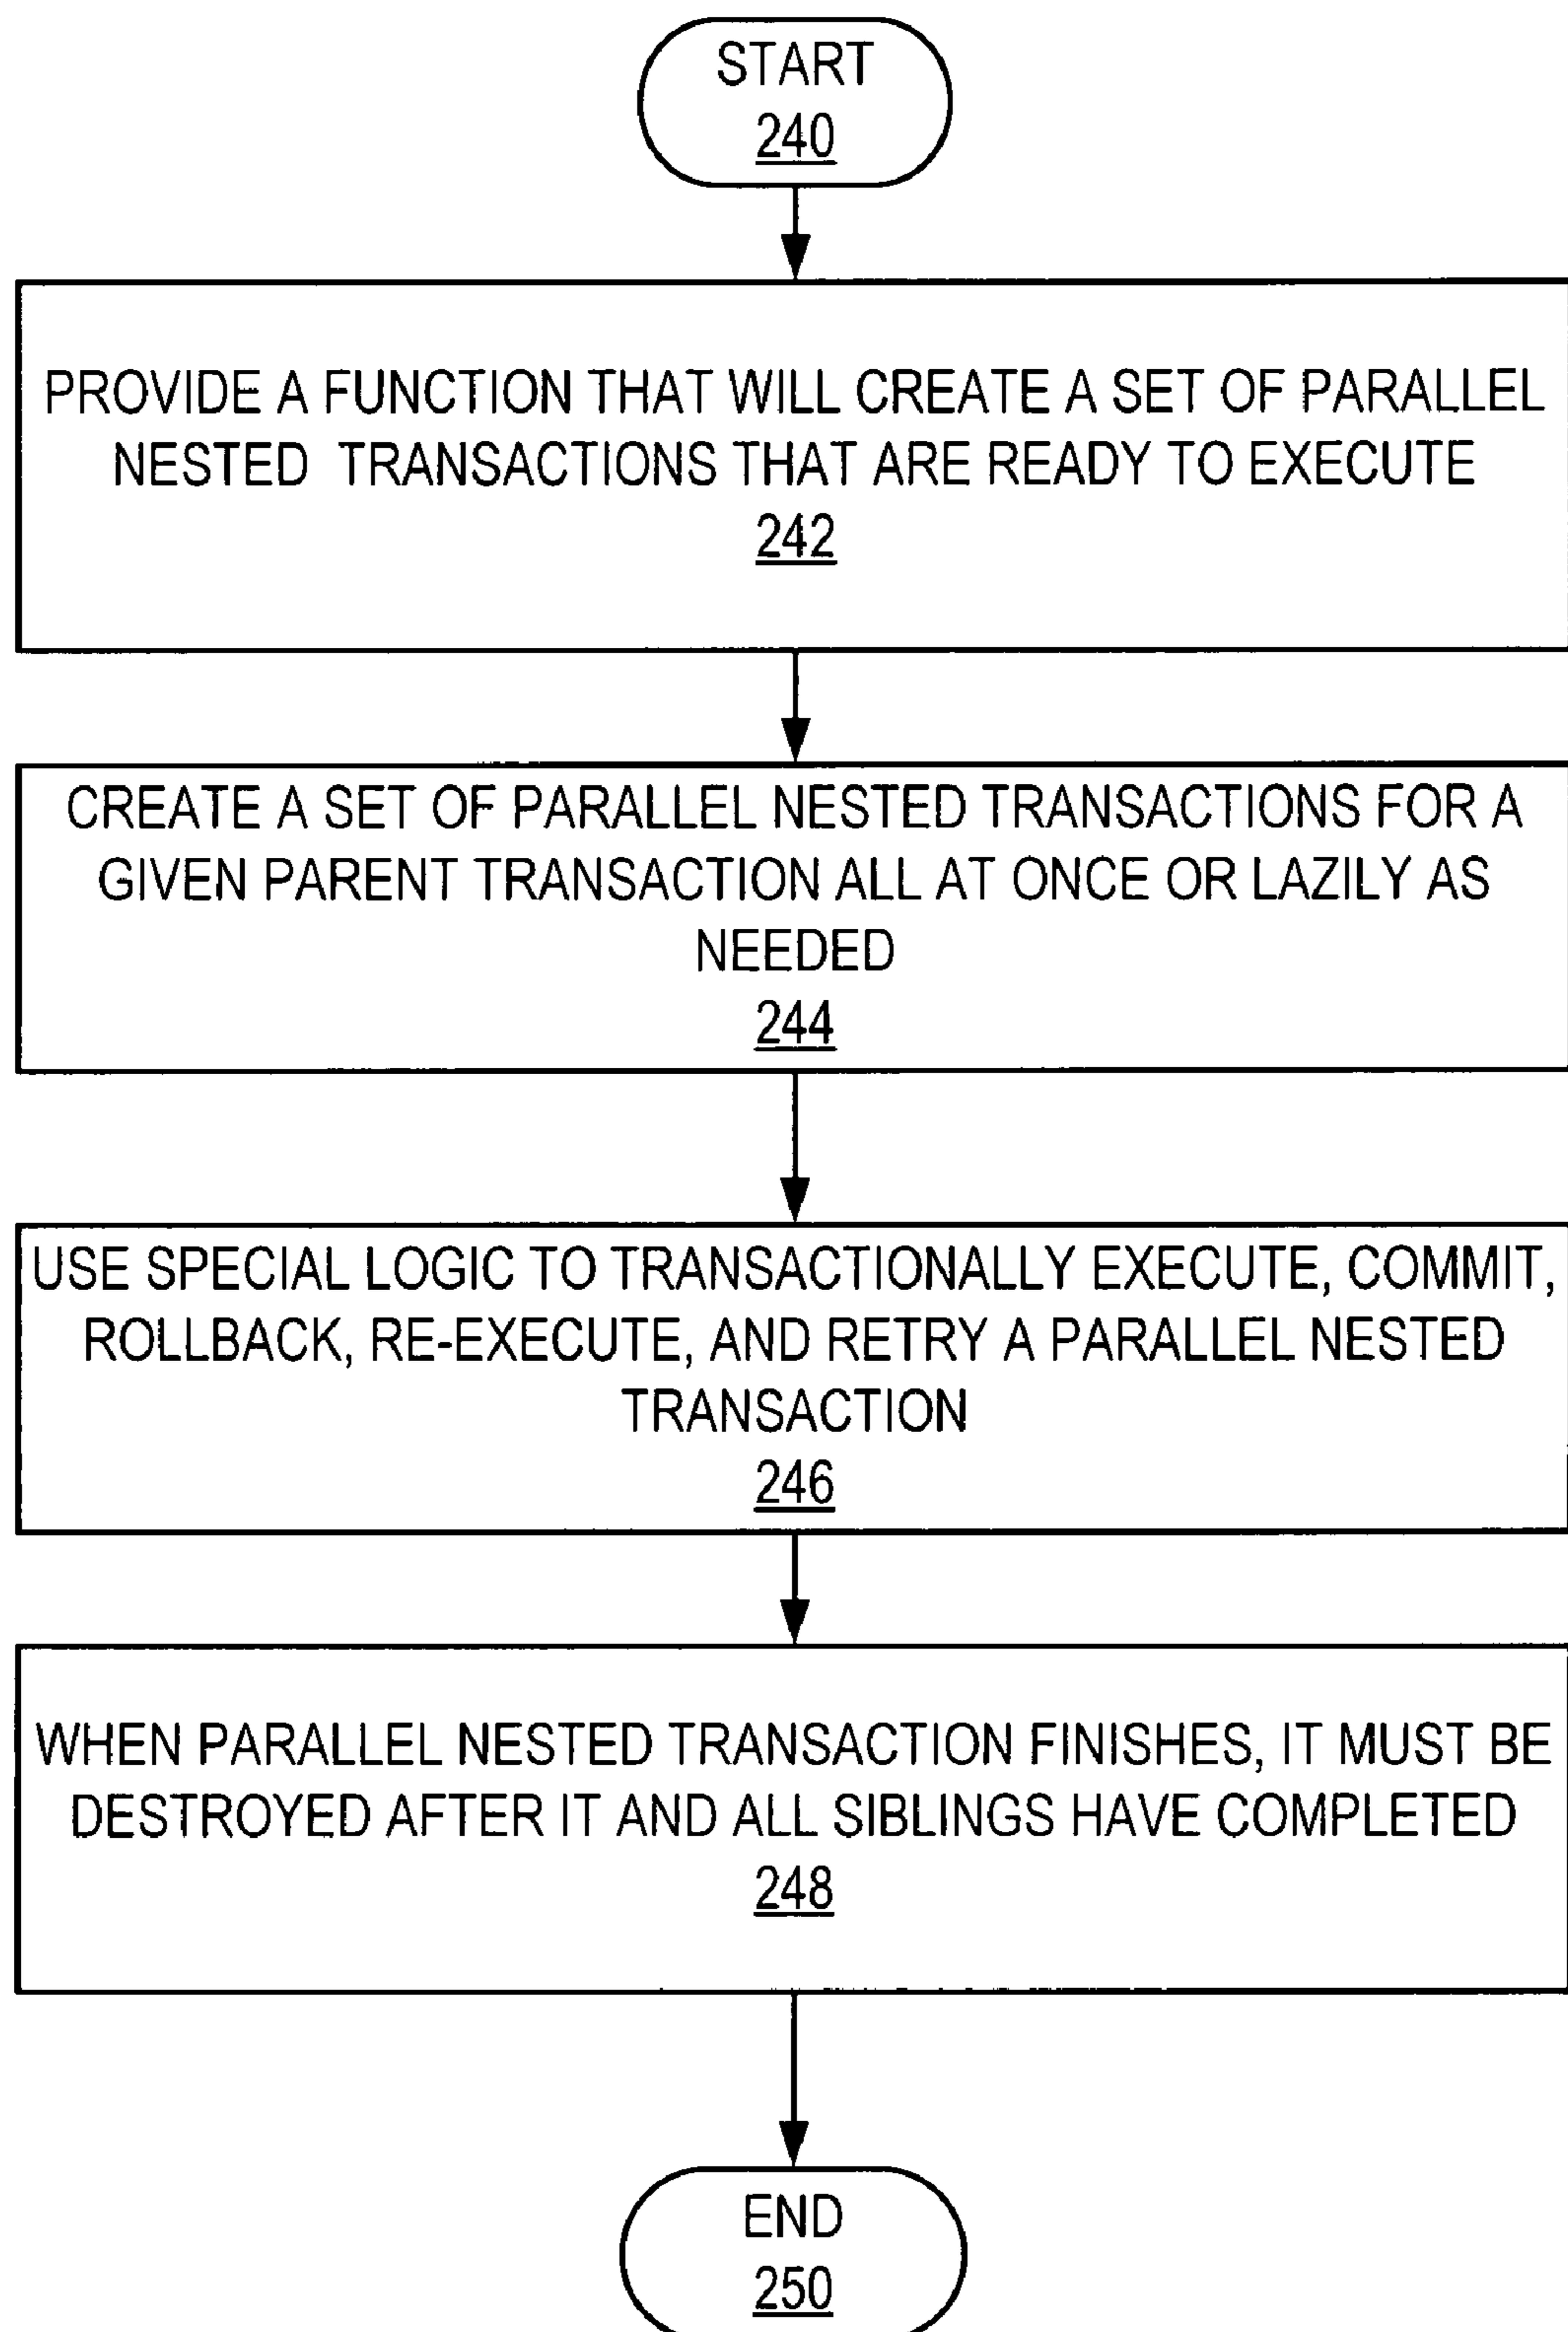 START
240
PROVIDE A FUNCTION THAT WILL CREATE A SET OF PARALLEL
NESTED TRANSACTIONS THAT ARE READY TO EXECUTE
242
CREATE A SET OF PARALLEL NESTED TRANSACTIONS FOR A
GIVEN PARENT TRANSACTION ALL AT ONCE OR LAZILY AS
NEEDED
244
USE SPECIAL LOGIC TO TRANSACTIONALLY EXECUTE, COMMIT,
ROLLBACK, RE-EXECUTE, AND RETRY A PARALLEL NESTED
TRANSACTION
246
WHEN PARALLEL NESTED TRANSACTION FINISHES, IT MUST BE
DESTROYED AFTER IT AND ALL SIBLINGS HAVE COMPLETED
248
END
250